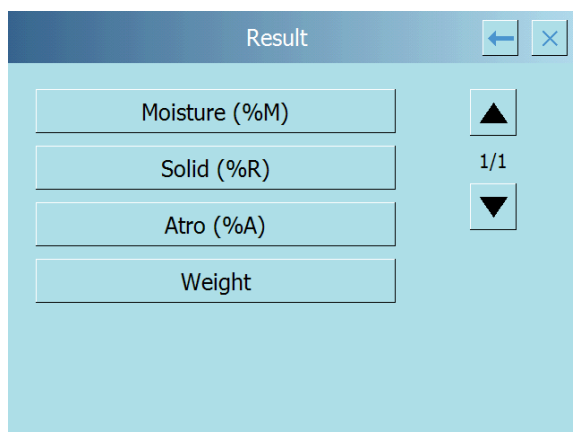 Result
Moisture (%M)
Solid (%R)
1/1
Atro (%A)
Weight